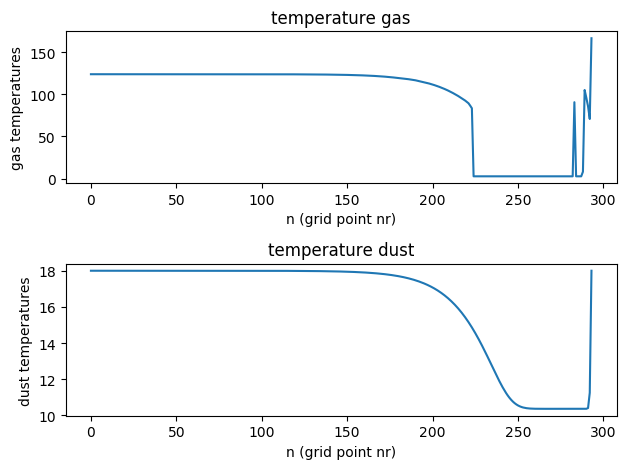 temperature gas
gas temperatures
150
100
50
0
0 50 100 150 200 250 300
n (grid point nr)
temperature dust
dust temperatures
18
16
14
12
10
0 50 100 150 200 250 300
n (grid point nr)